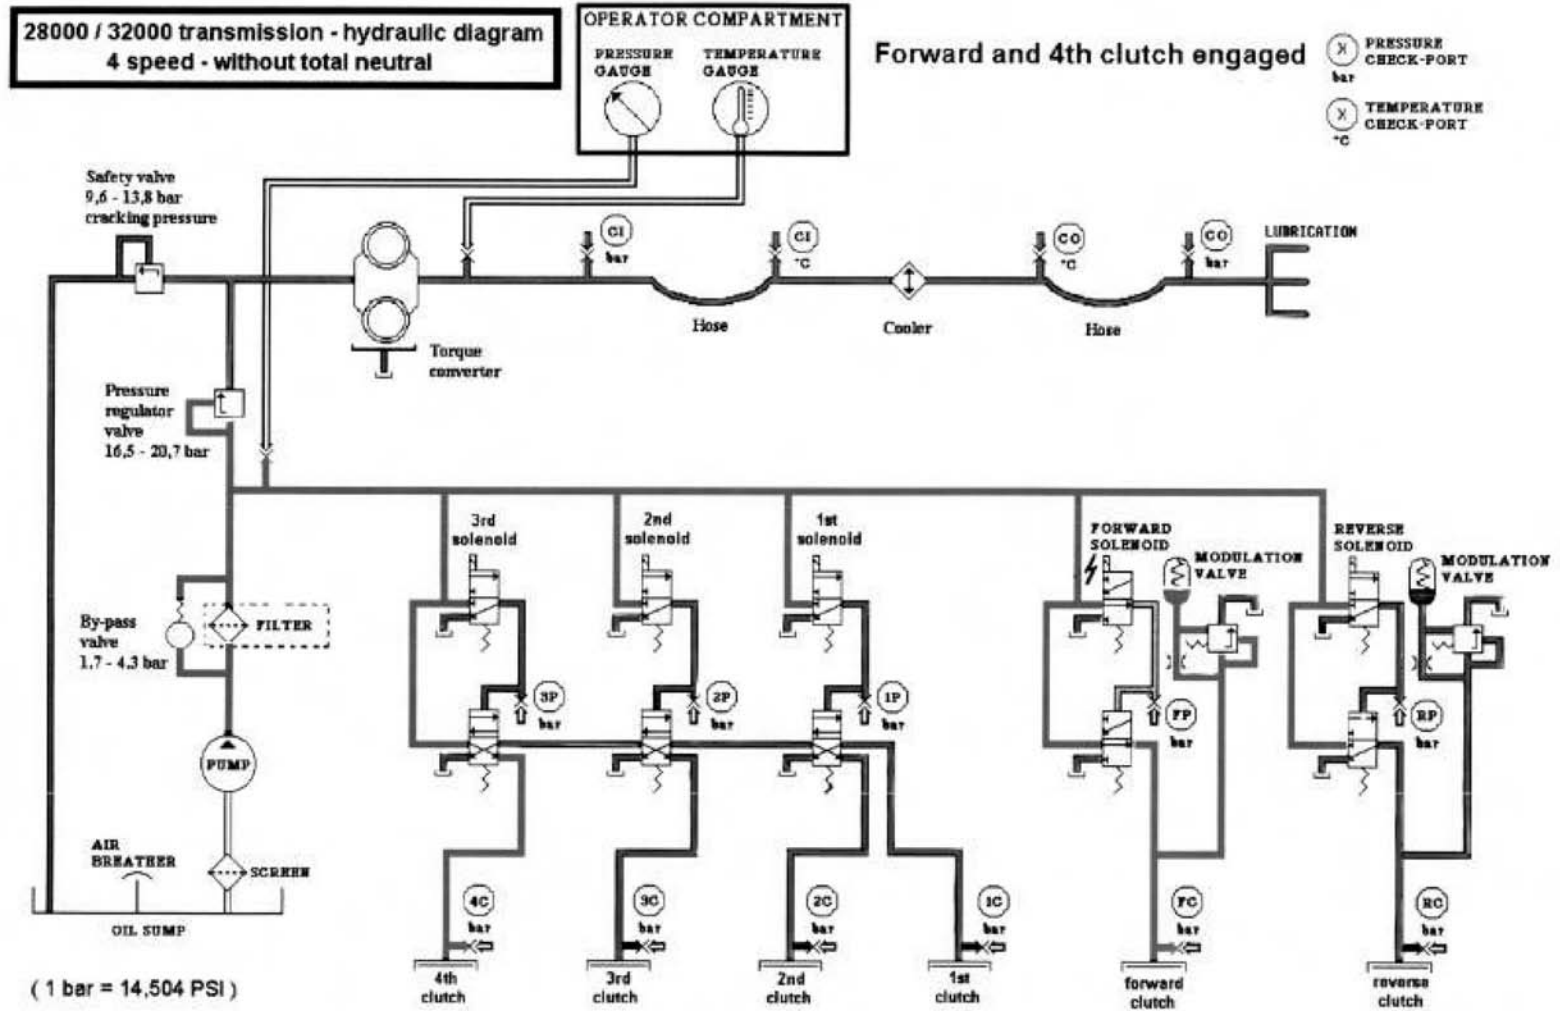 28000 / 32000 transmission - hydraulic diagram
4 speed - without total neutral
OPERATOR COMPARTMENT
PRESSURE
GAUGE
TEMPERATURE
GAUGE
Forward and 4th clutch engaged
X
PRESSURE
CHECK-PORT
bar
X
TEMPERATURE
CHECK-PORT
°C
Safety valve
9,6 - 13,8 bar
cracking pressure
CI
bar
CI
°C
CO
°C
CO
bar
LUBRICATION
Hose
Cooler
Hose
Torque
converter
Pressure
regulator
valve
16,5 - 20,7 bar
3rd
solenoid
2nd
solenoid
1st
solenoid
FORWARD
SOLENOID
MODULATION
VALVE
REVERSE
SOLENOID
MODULATION
VALVE
By-pass
valve
1.7 - 4.3 bar
FILTER
3P
bar
2P
bar
1P
bar
FP
bar
RP
bar
PUMP
AIR
BREATHER
SCREEN
OIL SUMP
4C
bar
3C
bar
2C
bar
1C
bar
FC
bar
RC
bar
4th
clutch
3rd
clutch
2nd
clutch
1st
clutch
forward
clutch
reverse
clutch
( 1 bar = 14,504 PSI )